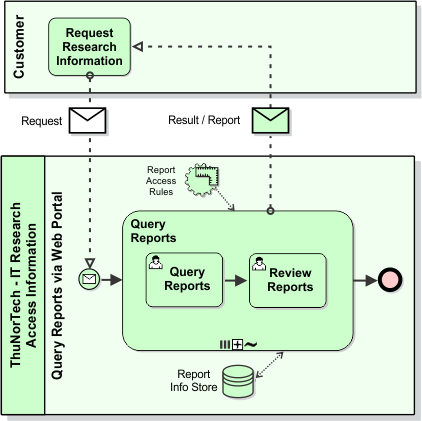 Customer
Request
Research
Information
Request
Result / Report
ThuNorTech - IT Research
Access Information
Query Reports via Web Portal
Report
Access
Rules
Query
Reports
Query
Reports
Review
Reports
Report
Info Store